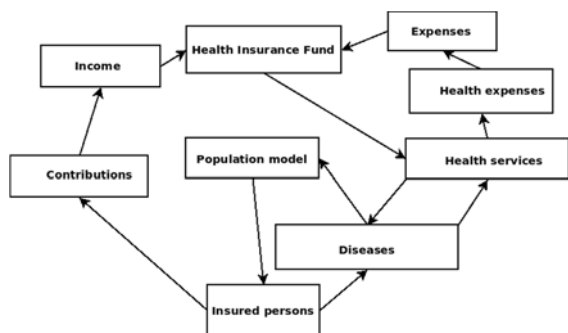 Expenses
Health Insurance Fund
Income
Health expenses
Population model
Health services
Contributions
Diseases
Insured persons